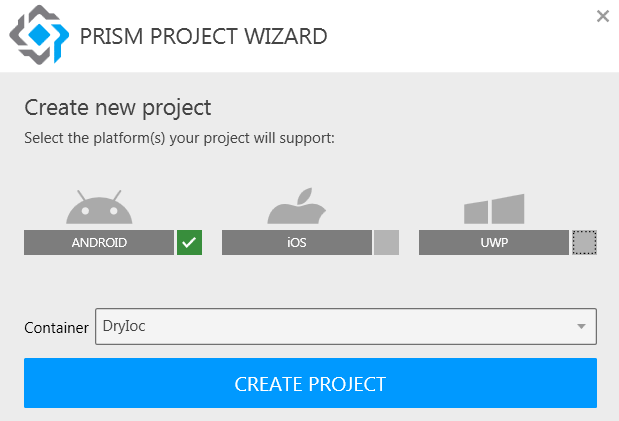 PRISM PROJECT WIZARD
Create new project
Select the platform(s) your project will support:
ANDROID
iOS
UWP
Container
DryIoc
CREATE PROJECT